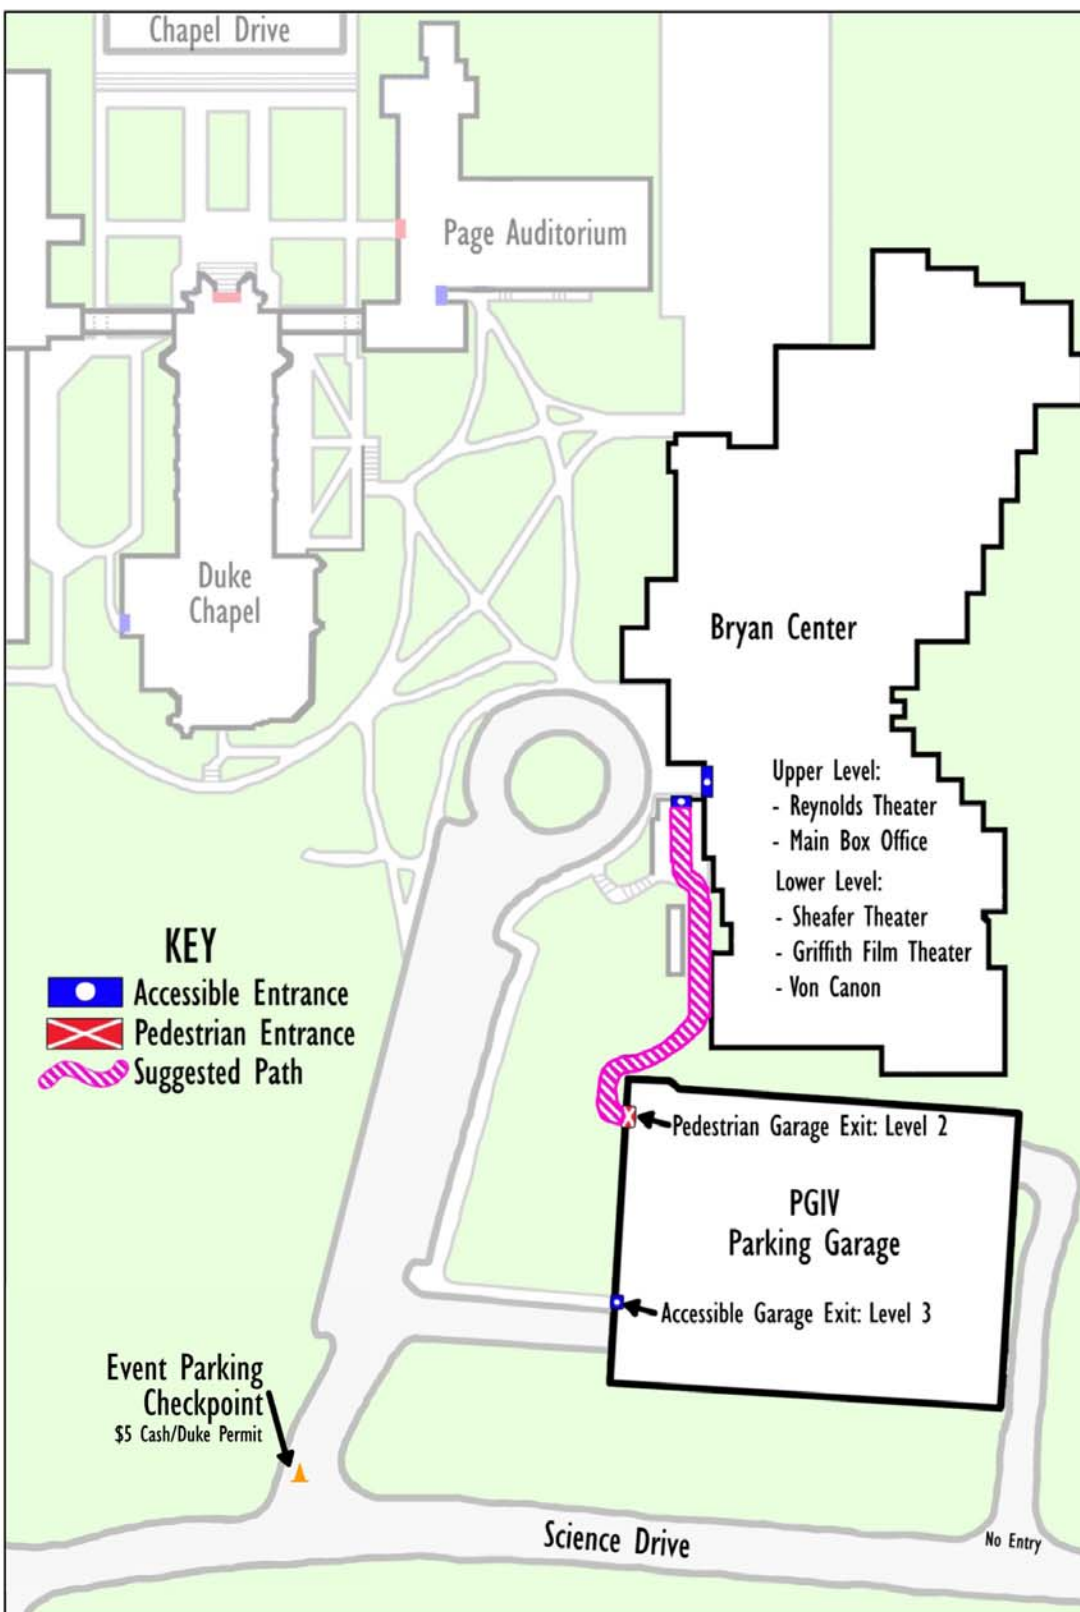 Chapel Drive
Page Auditorium
Duke
Chapel
Bryan Center
Upper Level:
- Reynolds Theater
- Main Box Office
Lower Level:
- Sheafer Theater
- Griffith Film Theater
- Von Canon
KEY
Accessible Entrance
Pedestrian Entrance
Suggested Path
Pedestrian Garage Exit: Level 2
PGIV
Parking Garage
Accessible Garage Exit: Level 3
Event Parking
Checkpoint
$5 Cash/Duke Permit
Science Drive
No Entry